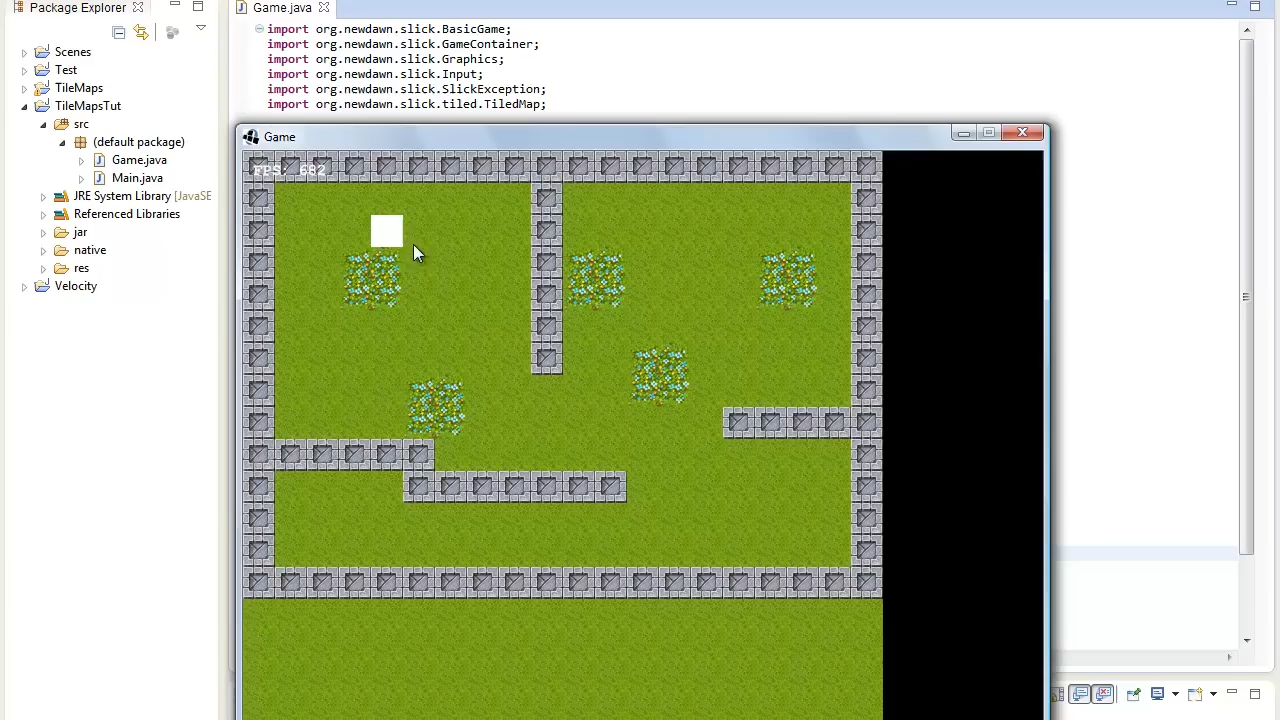 Package Explorer
Game.java
import org.newdawn.slick.BasicGame;
import org.newdawn.slick.GameContainer;
import org.newdawn.slick.Graphics;
import org.newdawn.slick.Input;
import org.newdawn.slick.SlickException;
import org.newdawn.slick.tiled.TiledMap;
Scenes
Test
TileMaps
TileMapsTut
src
(default package)
Game.java
Main.java
JRE System Library [JavaSE
Referenced Libraries
jar
native
res
Velocity
Game
FPS: 682